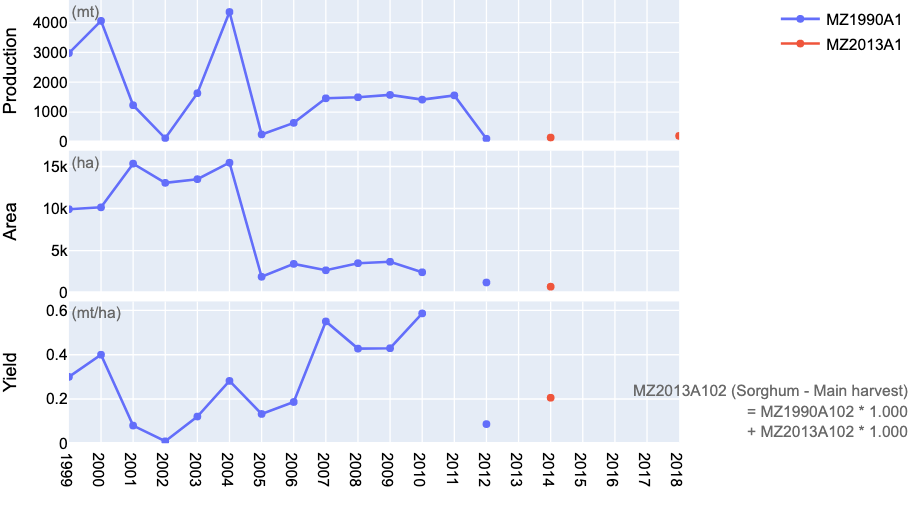 (mt)
4000
3000
2000
1000
0
Production
MZ1990A1
MZ2013A1
(ha)
15k
10k
5k
0
Area
(mt/ha)
0.6
0.4
0.2
0
Yield
MZ2013A102 (Sorghum - Main harvest)
= MZ1990A102 * 1.000
+ MZ2013A102 * 1.000
1999
2000
2001
2002
2003
2004
2005
2006
2007
2008
2009
2010
2011
2012
2013
2014
2015
2016
2017
2018